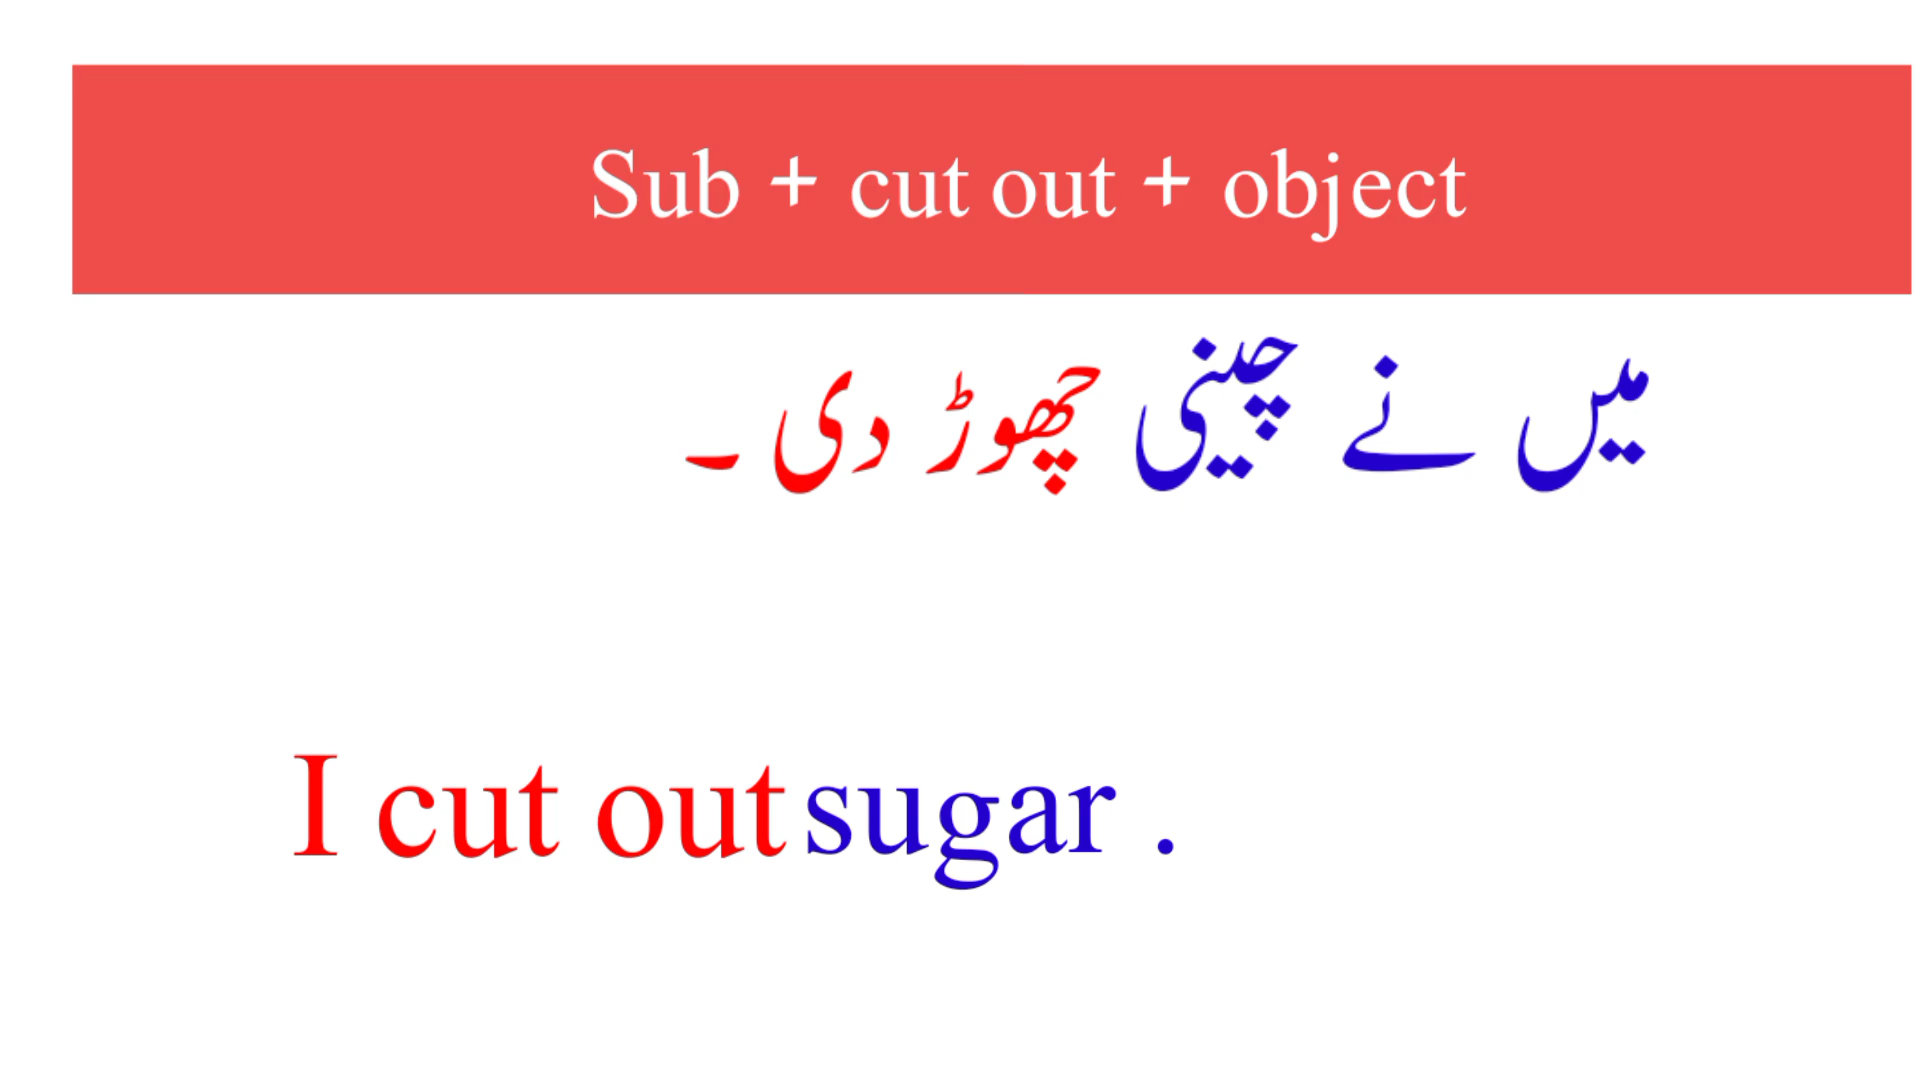 Sub + cut out + object
میں نے چینی چھوڑ دی ۔
I cut out sugar .